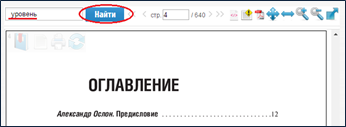 уровень Найти стр. 4 / 640
ОГЛАВЛЕНИЕ
Александр Ослон. Предисловие ..............................12